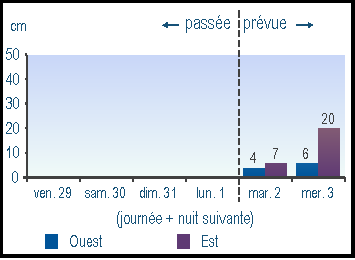 ← passée prévue →
cm
50
40
30
20
10
0
4 7 6 20
ven. 29 sam. 30 dim. 31 lun. 1 mar. 2 mer. 3
(journée + nuit suivante)
Ouest Est